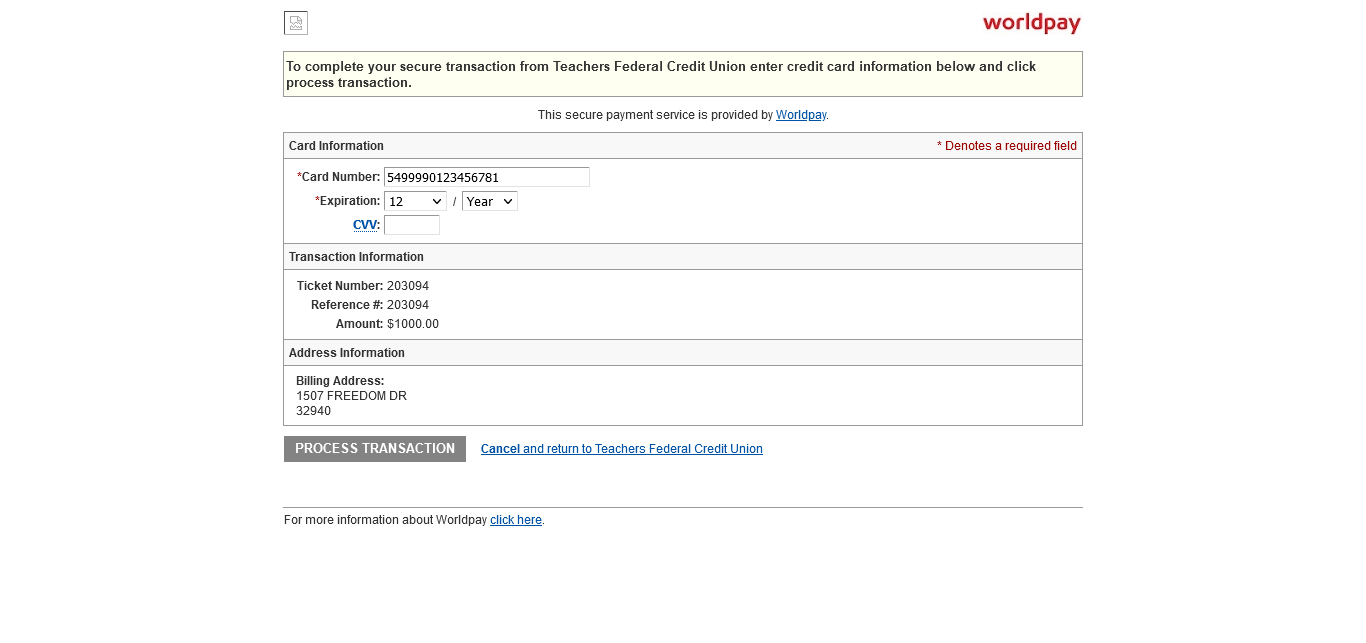 worldpay
To complete your secure transaction from Teachers Federal Credit Union enter credit card information below and click
process transaction.
This secure payment service is provided by Worldpay.
Card Information * Denotes a required field
*Card Number: 5499990123456781
*Expiration: 12 / Year
CVV:
Transaction Information
Ticket Number: 203094
Reference #: 203094
Amount: $1000.00
Address Information
Billing Address:
1507 FREEDOM DR
32940
PROCESS TRANSACTION Cancel and return to Teachers Federal Credit Union
For more information about Worldpay click here.